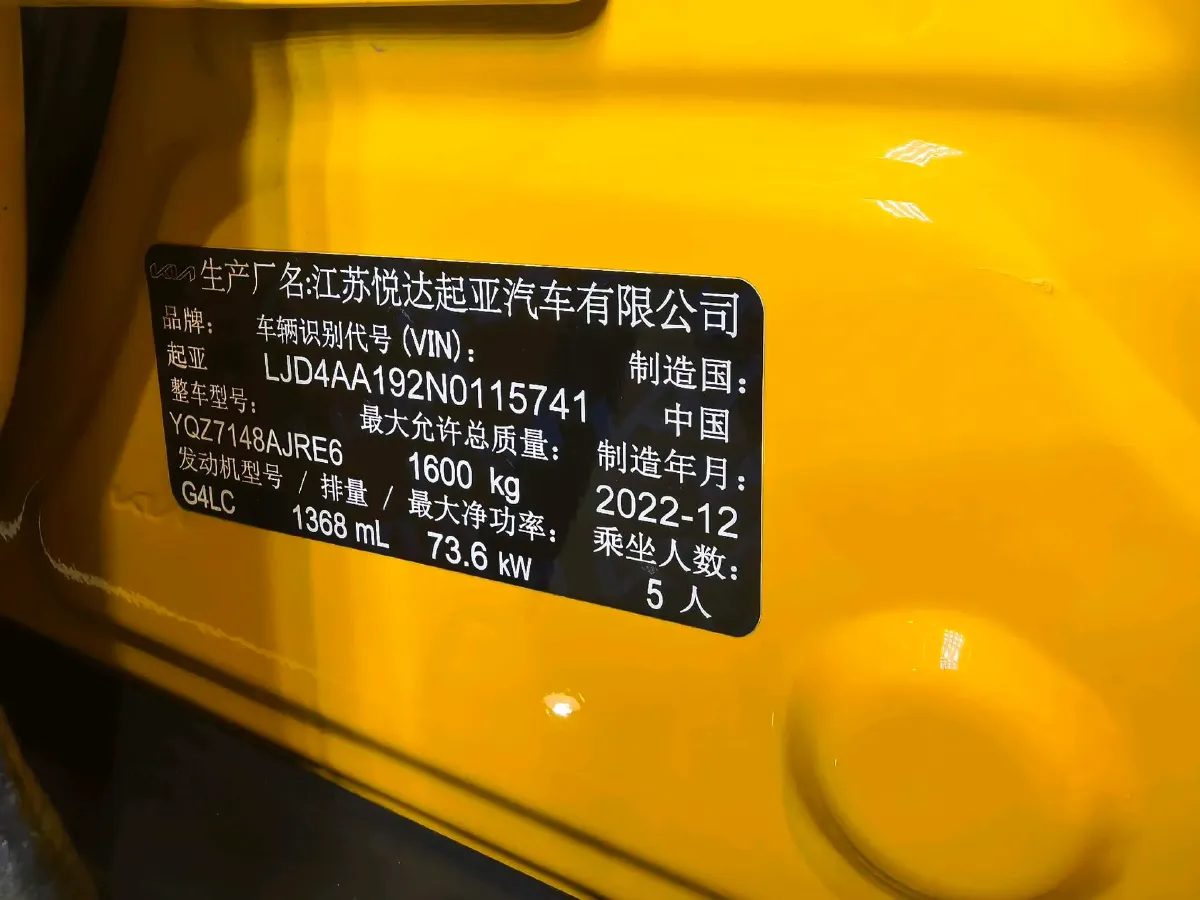 KIA 生产厂名:江苏悦达起亚汽车有限公司
品牌: 车辆识别代号(VIN): 制造国:
起亚 LJD4AA192N0115741 中国
整车型号: 最大允许总质量: 制造年月:
YQZ7148AJRE6 1600 kg 2022-12
发动机型号 / 排量 / 最大净功率: 乘坐人数:
G4LC 1368 mL 73.6 kW 5 人